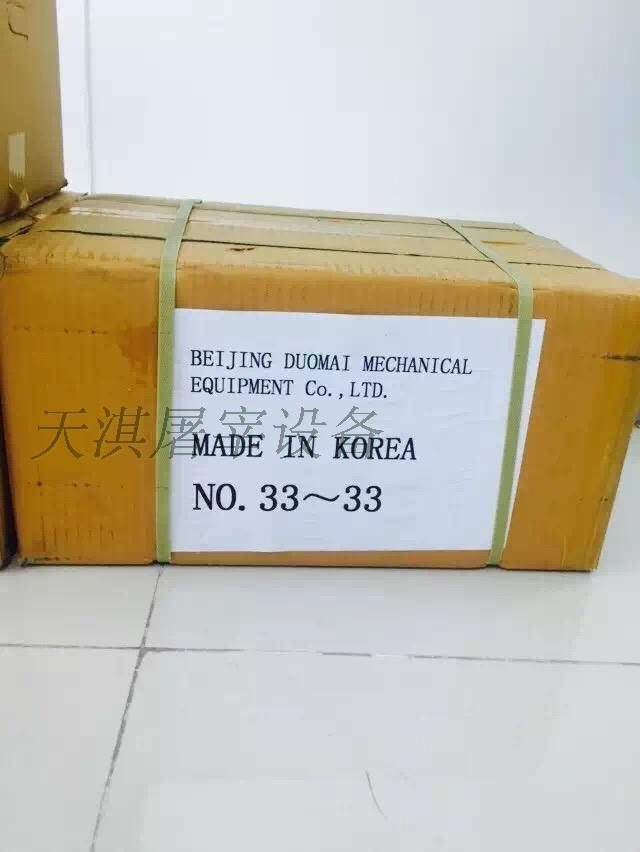 BEIJING DUOMAI MECHANICAL
EQUIPMENT Co.,LTD.
天淇屠宰设备
MADE IN KOREA
NO. 33～33